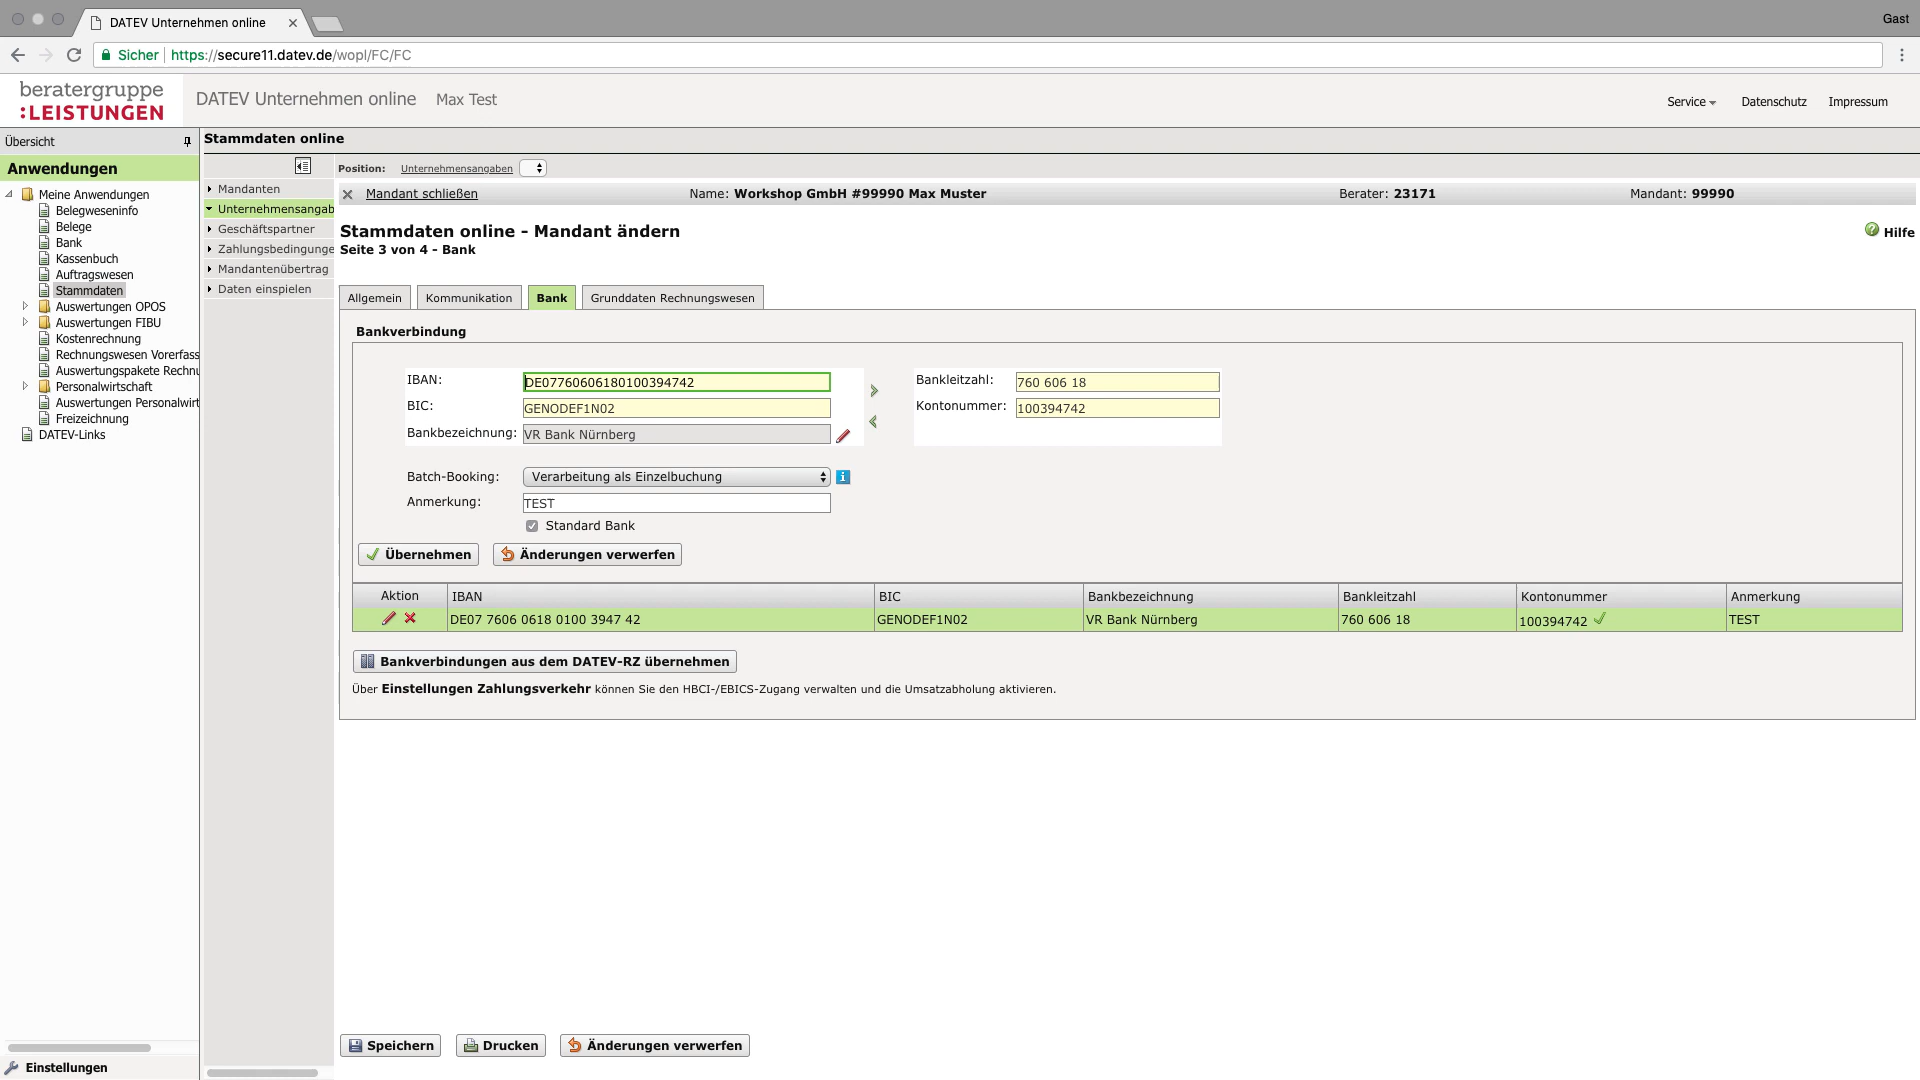 DATEV Unternehmen online
Gast
Sicher https://secure11.datev.de/wopl/FC/FC
beratergruppe
:LEISTUNGEN
DATEV Unternehmen online Max Test
Service Datenschutz Impressum
Übersicht
Anwendungen
Meine Anwendungen
Belegweseninfo
Belege
Bank
Kassenbuch
Auftragswesen
Stammdaten
Auswertungen OPOS
Auswertungen FIBU
Kostenrechnung
Rechnungswesen Vorerfass
Auswertungspakete Rechnu
Personalwirtschaft
Auswertungen Personalwirt
Freizeichnung
DATEV-Links
Einstellungen
Stammdaten online
Mandanten
Unternehmensangab
Geschäftspartner
Zahlungsbedingunge
Mandantenübertrag
Daten einspielen
Position: Unternehmensangaben
Mandant schließen Name: Workshop GmbH #99990 Max Muster Berater: 23171 Mandant: 99990
Stammdaten online - Mandant ändern
Seite 3 von 4 - Bank
Hilfe
Allgemein Kommunikation Bank Grunddaten Rechnungswesen
Bankverbindung
IBAN: DE07760606180100394742 Bankleitzahl: 760 606 18
BIC: GENODEF1N02 Kontonummer: 100394742
Bankbezeichnung: VR Bank Nürnberg
Batch-Booking: Verarbeitung als Einzelbuchung
Anmerkung: TEST
Standard Bank
Übernehmen Änderungen verwerfen
Aktion IBAN BIC Bankbezeichnung Bankleitzahl Kontonummer Anmerkung
DE07 7606 0618 0100 3947 42 GENODEF1N02 VR Bank Nürnberg 760 606 18 100394742 TEST
Bankverbindungen aus dem DATEV-RZ übernehmen
Über Einstellungen Zahlungsverkehr können Sie den HBCI-/EBICS-Zugang verwalten und die Umsatzabholung aktivieren.
Speichern Drucken Änderungen verwerfen